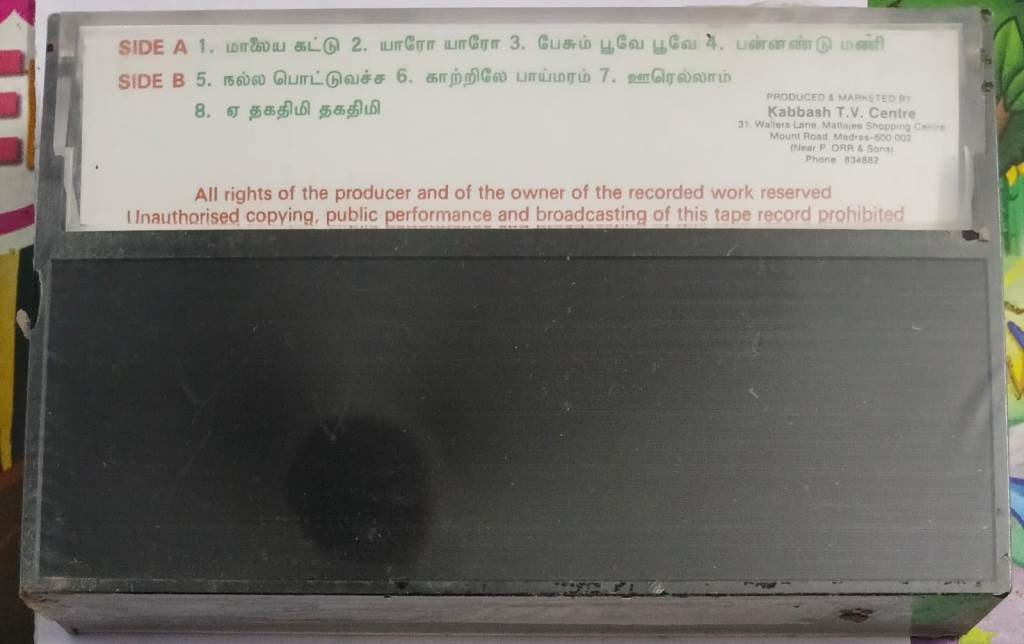 SIDE A 1. மாலைய கட்டு 2. யாரோ யாரோ 3. பேசும் பூவே பூவே 4. பன்னண்டு மணி
SIDE B 5. நல்ல பொட்டுவச்ச 6. காற்றிலே பாய்மரம் 7. ஊரெல்லாம்
8. ஏ தகதிமி தகதிமி
PRODUCED & MARKETED BY
Kabbash T.V. Centre
31, Wallers Lane, Mattajee Shopping Centre
Mount Road, Madras-600 002
(Near P. ORR & Sons)
Phone : 834882
All rights of the producer and of the owner of the recorded work reserved
Unauthorised copying, public performance and broadcasting of this tape record prohibited